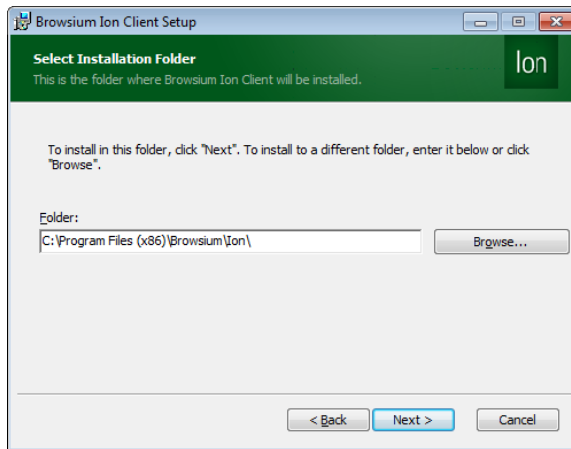 Browsium Ion Client Setup
Select Installation Folder
This is the folder where Browsium Ion Client will be installed.
Ion
To install in this folder, click "Next". To install to a different folder, enter it below or click
"Browse".
Folder:
C:\Program Files (x86)\Browsium\Ion\
Browse...
< Back
Next >
Cancel